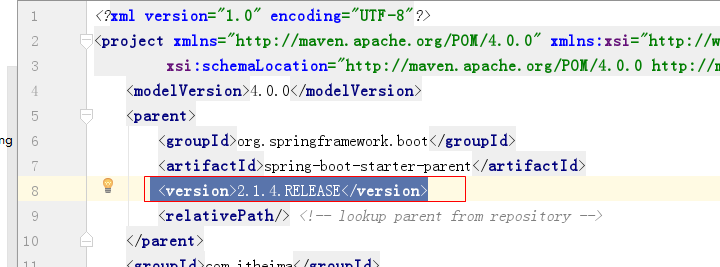 1 <?xml version="1.0" encoding="UTF-8"?>
2 <project xmlns="http://maven.apache.org/POM/4.0.0" xmlns:xsi="http://w
3 xsi:schemaLocation="http://maven.apache.org/POM/4.0.0 http://m
4 <modelVersion>4.0.0</modelVersion>
5 <parent>
6 <groupId>org.springframework.boot</groupId>
ng
7 <artifactId>spring-boot-starter-parent</artifactId>
8 <version>2.1.4.RELEASE</version>
9 <relativePath/> <!-- lookup parent from repository -->
10 </parent>
11 <groupId>com.itheima</groupId>